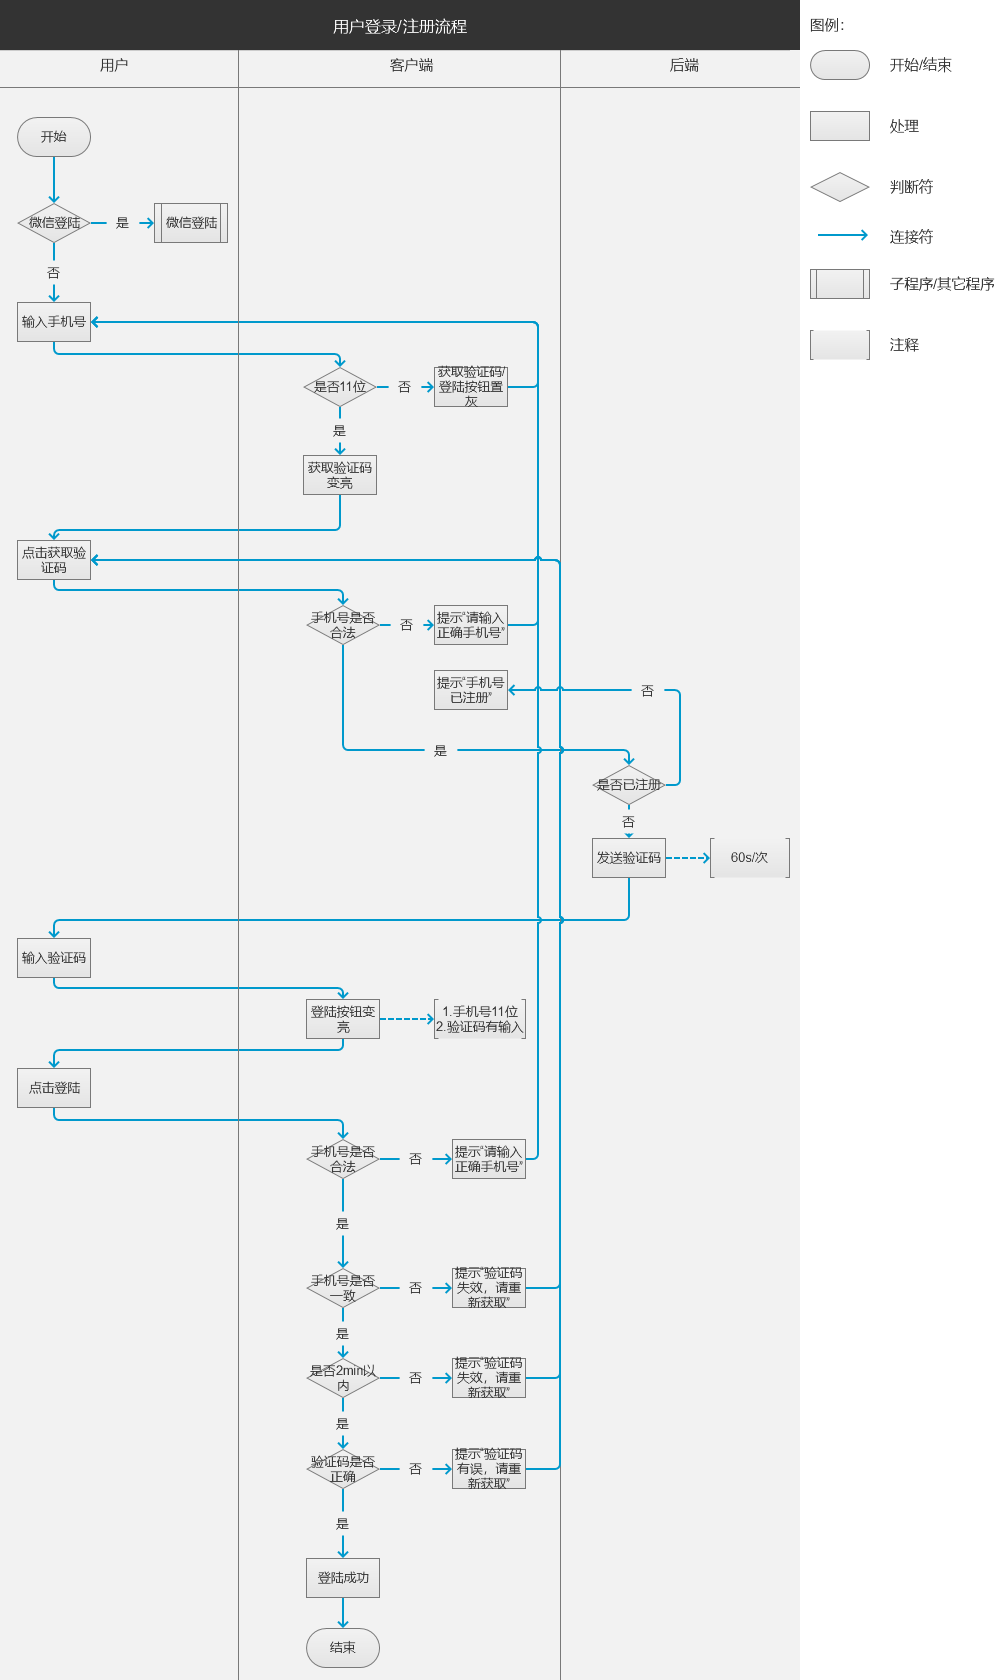 用户登录/注册流程
用户
客户端
后端
图例：
开始/结束
处理
判断符
连接符
子程序/其它程序
注释
开始
微信登陆
是
微信登陆
否
输入手机号
是否11位
否
获取验证码/
登陆按钮置
灰
是
获取验证码
变亮
点击获取验
证码
手机号是否
合法
否
提示“请输入
正确手机号”
提示“手机号
已注册”
否
是
是否已注册
否
发送验证码
60s/次
输入验证码
登陆按钮变
亮
1.手机号11位
2.验证码有输入
点击登陆
手机号是否
合法
否
提示“请输入
正确手机号”
是
手机号是否
一致
否
提示“验证码
失效，请重
新获取”
是
是否2min以
内
否
提示“验证码
失效，请重
新获取”
是
验证码是否
正确
否
提示“验证码
有误，请重
新获取”
是
登陆成功
结束